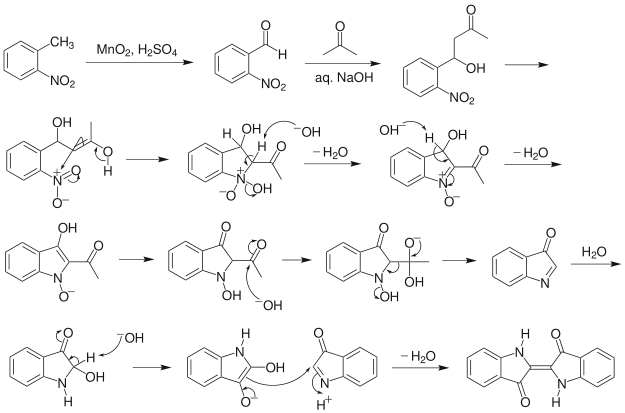 CH3 MnO2, H2SO4 O H O O
NO2 NO2 aq. NaOH OH NO2
OH O H N+ O O− H OH H −OH O N+ −O OH − H2O OH− H OH O N+ O− − H2O
OH O N O− O O N OH −OH O O− N OH OH O N H2O
O H −OH OH N H H N OH O− O N H+ − H2O H N O O N H